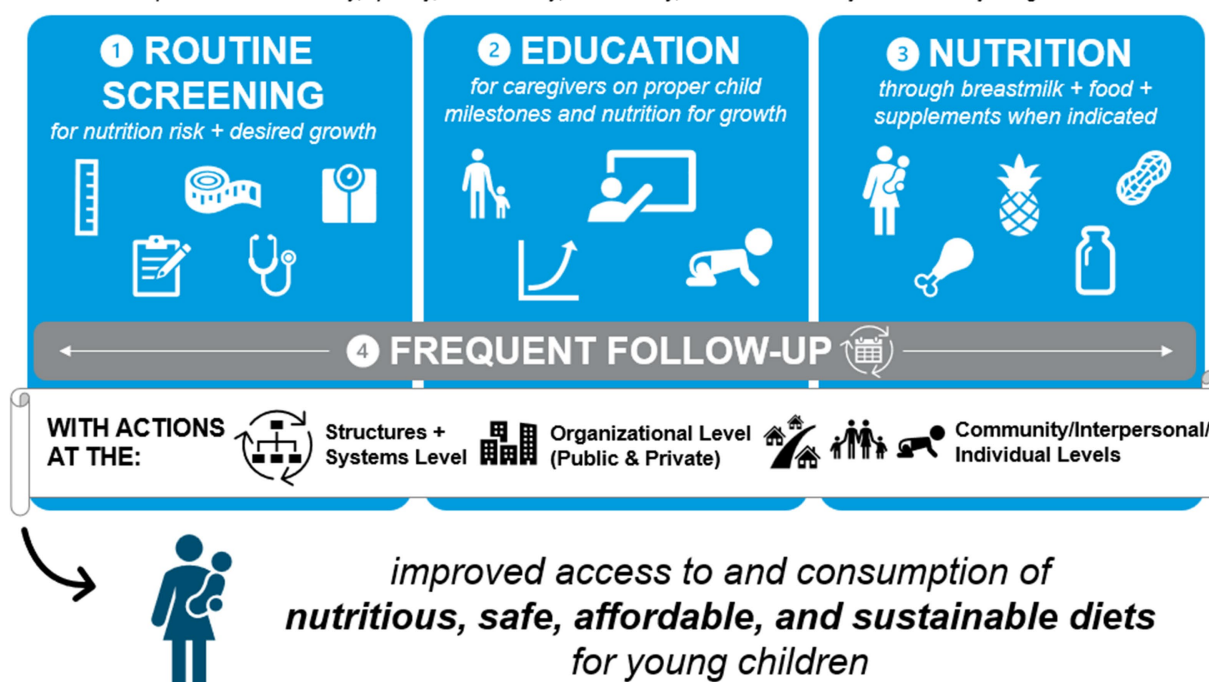 1 ROUTINE
SCREENING
for nutrition risk + desired growth
2 EDUCATION
for caregivers on proper child
milestones and nutrition for growth
3 NUTRITION
through breastmilk + food +
supplements when indicated
4 FREQUENT FOLLOW-UP
WITH ACTIONS
AT THE:
Structures +
Systems Level
Organizational Level
(Public & Private)
Community/Interpersonal/
Individual Levels
improved access to and consumption of
nutritious, safe, affordable, and sustainable diets
for young children